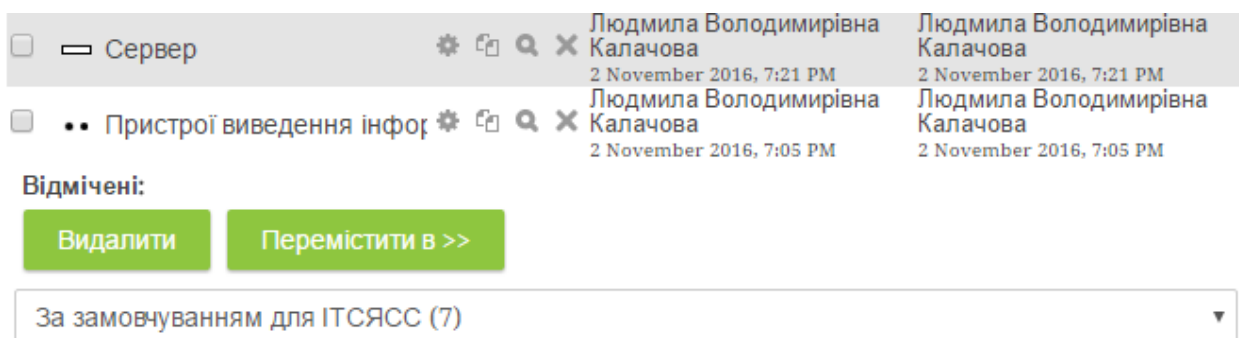 Сервер
Людмила Володимирівна Людмила Володимирівна
Калачова Калачова
2 November 2016, 7:21 PM 2 November 2016, 7:21 PM
Пристрої виведення інфор
Людмила Володимирівна Людмила Володимирівна
Калачова Калачова
2 November 2016, 7:05 PM 2 November 2016, 7:05 PM
Відмічені:
Видалити Перемістити в >>
За замовчуванням для ІТСЯСС (7)